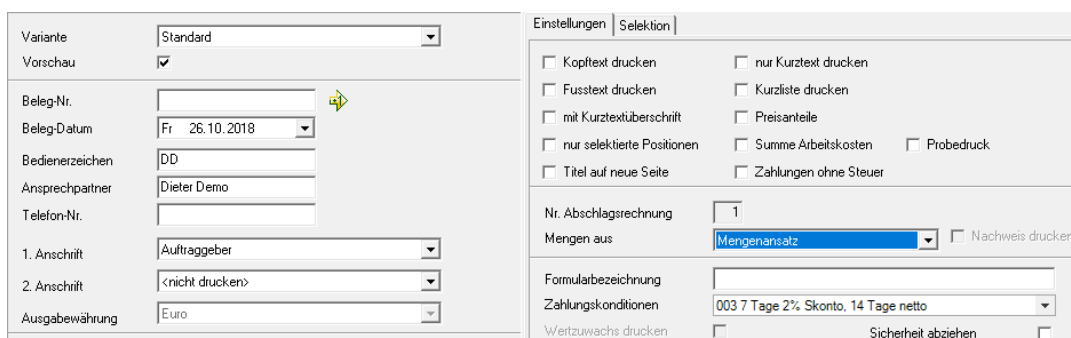 Variante Standard
Vorschau
Beleg-Nr.
Beleg-Datum Fr 26.10.2018
Bedienerzeichen DD
Ansprechpartner Dieter Demo
Telefon-Nr.
1. Anschrift Auftraggeber
2. Anschrift <nicht drucken>
Ausgabewährung Euro
Einstellungen Selektion
Kopftext drucken nur Kurztext drucken
Fusstext drucken Kurzliste drucken
mit Kurztextüberschrift Preisanteile
nur selektierte Positionen Summe Arbeitskosten Probedruck
Titel auf neue Seite Zahlungen ohne Steuer
Nr. Abschlagsrechnung 1
Mengen aus Mengenansatz Nachweis drucken
Formularbezeichnung
Zahlungskonditionen 003 7 Tage 2% Skonto, 14 Tage netto
Wertzuwachs drucken Sicherheit abziehen